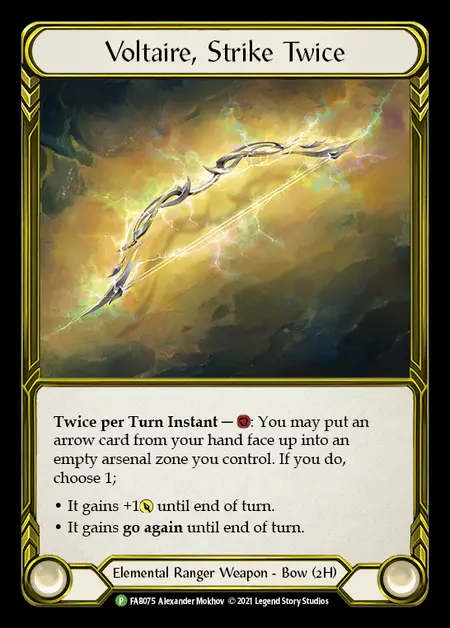 Voltaire, Strike Twice
Twice per Turn Instant — : You may put an
arrow card from your hand face up into an
empty arsenal zone you control. If you do,
choose 1;
• It gains +1 until end of turn.
• It gains go again until end of turn.
Elemental Ranger Weapon - Bow (2H)
P FAB075 Alexander Mokhov © 2021 Legend Story Studios